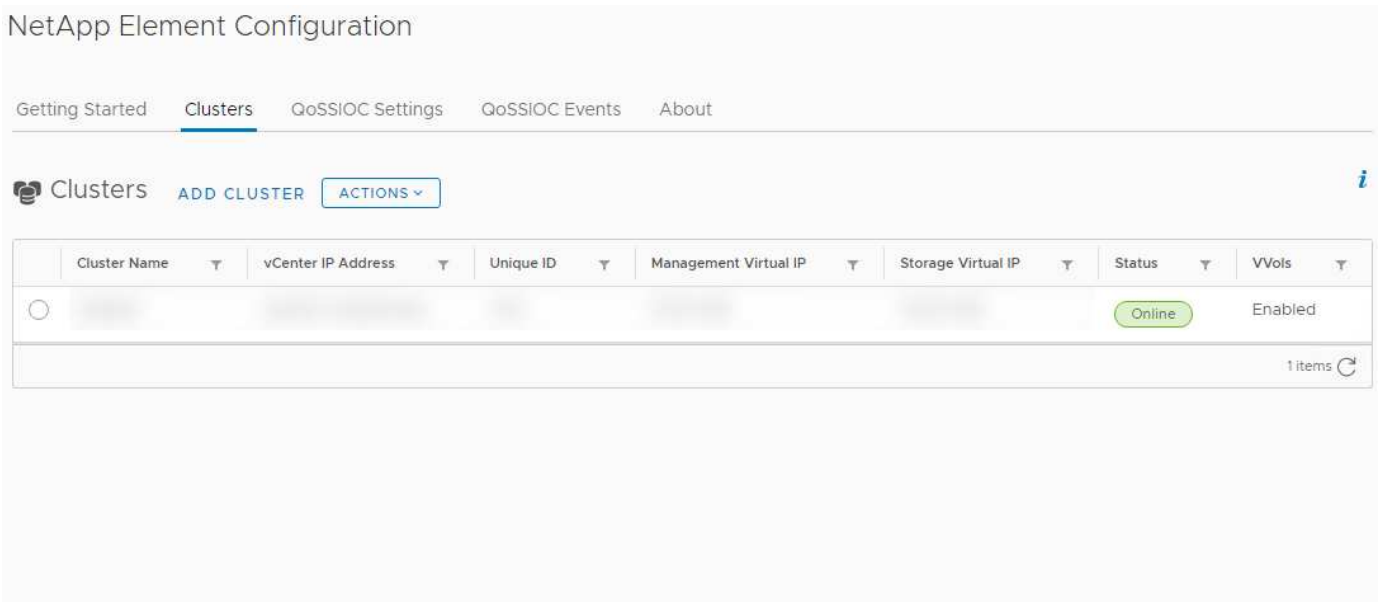 NetApp Element Configuration
Getting Started Clusters QoSSIOC Settings QoSSIOC Events About
Clusters ADD CLUSTER ACTIONS i
Cluster Name vCenter IP Address Unique ID Management Virtual IP Storage Virtual IP Status VVols
Online Enabled
1 items